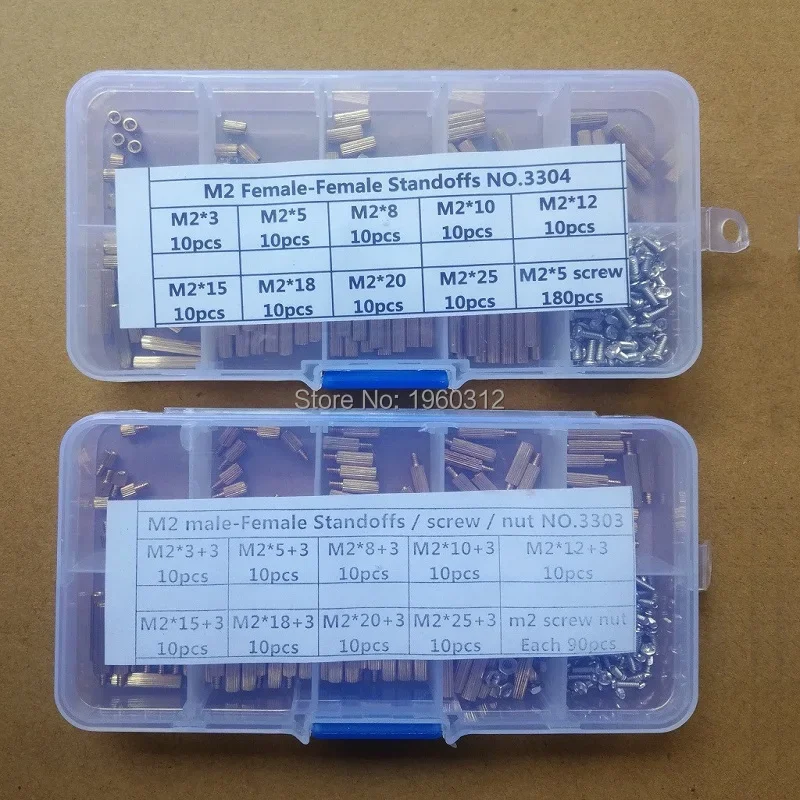 M2 Female-Female Standoffs NO.3304
M2*3 M2*5 M2*8 M2*10 M2*12
10pcs 10pcs 10pcs 10pcs 10pcs
M2*15 M2*18 M2*20 M2*25 M2*5 screw
10pcs 10pcs 10pcs 10pcs 180pcs
Store No: 1960312
M2 male-Female Standoffs / screw / nut NO.3303
M2*3+3 M2*5+3 M2*8+3 M2*10+3 M2*12+3
10pcs 10pcs 10pcs 10pcs 10pcs
M2*15+3 M2*18+3 M2*20+3 M2*25+3 m2 screw nut
10pcs 10pcs 10pcs 10pcs Each 90pcs